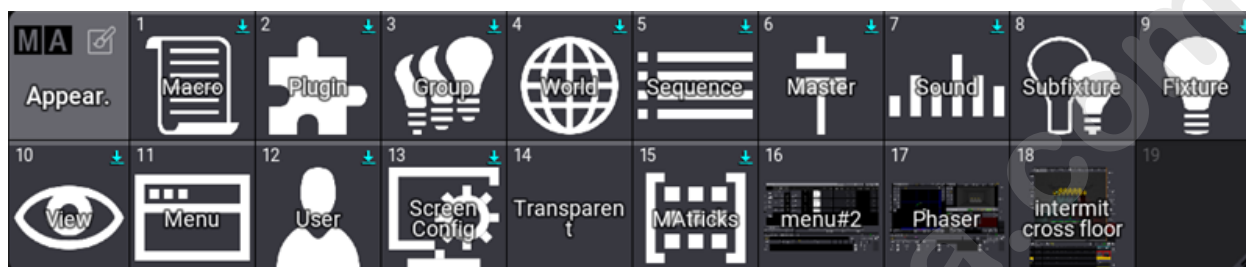 MA
Appear.
1
Macro
2
Plugin
3
Group
4
World
5
Sequence
6
Master
7
Sound
8
Subfixture
9
Fixture
10
View
11
Menu
12
User
13
Screen
Config
14
Transparen
t
15
MAtricks
16
menu#2
17
Phaser
18
intermit
cross floor
19